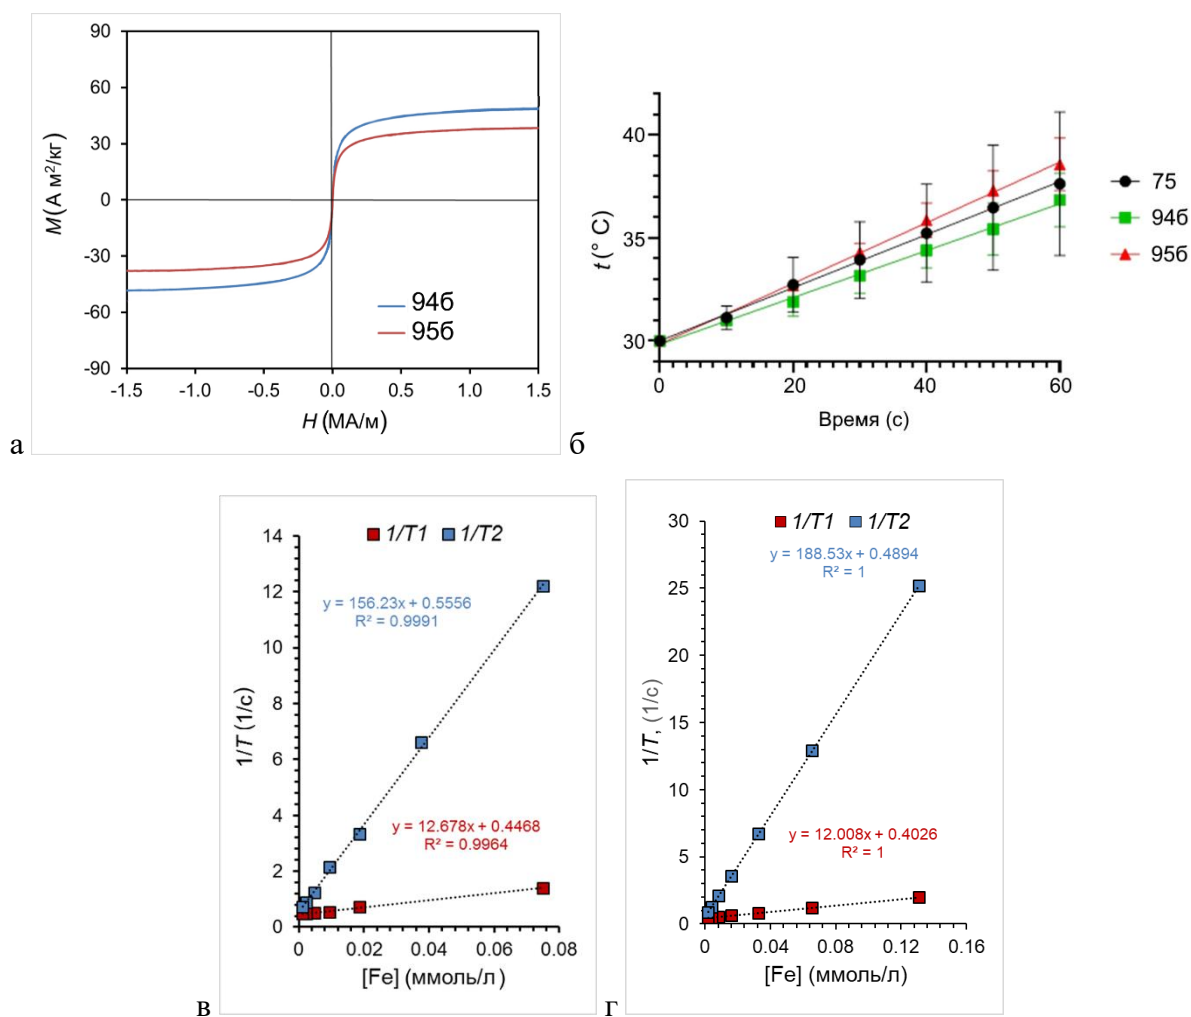 90
60
30
0
-30
-60
-90
M (А м²/кг)
94б
95б
-1.5 -1.0 -0.5 0.0 0.5 1.0 1.5
H (МА/м)
а
40
35
30
t (° C)
75
94б
95б
0 20 40 60
Время (с)
б
1/T1 1/T2
14
12
10
8
6
4
2
0
1/T (1/с)
y = 156.23x + 0.5556
R² = 0.9991
y = 12.678x + 0.4468
R² = 0.9964
0 0.02 0.04 0.06 0.08
[Fe] (ммоль/л)
в
1/T1 1/T2
30
25
20
15
10
5
0
1/T, (1/с)
y = 188.53x + 0.4894
R² = 1
y = 12.008x + 0.4026
R² = 1
0 0.04 0.08 0.12 0.16
[Fe] (ммоль/л)
г